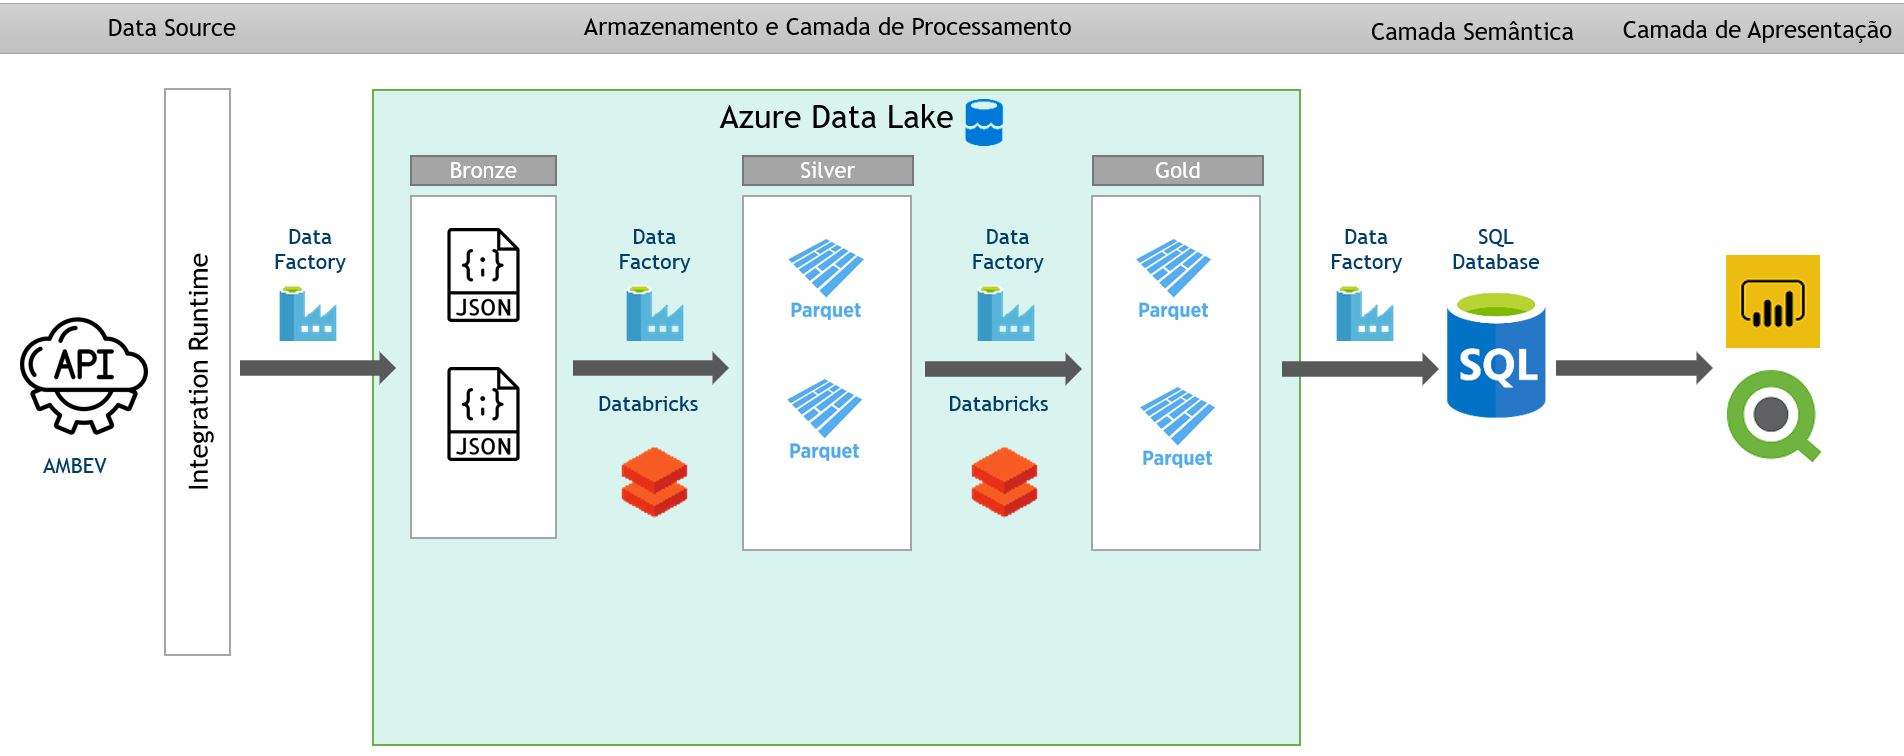 Data Source
Armazenamento e Camada de Processamento
Camada Semântica
Camada de Apresentação
Azure Data Lake
Bronze
Silver
Gold
API
AMBEV
Integration Runtime
Data
Factory
{;}
JSON
{;}
JSON
Data
Factory
Databricks
Parquet
Parquet
Data
Factory
Databricks
Parquet
Parquet
Data
Factory
SQL
Database
SQL